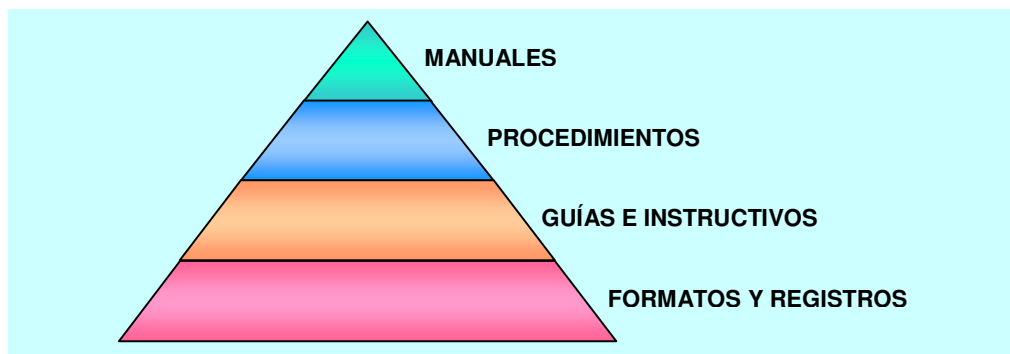 MANUALES
PROCEDIMIENTOS
GUÍAS E INSTRUCTIVOS
FORMATOS Y REGISTROS